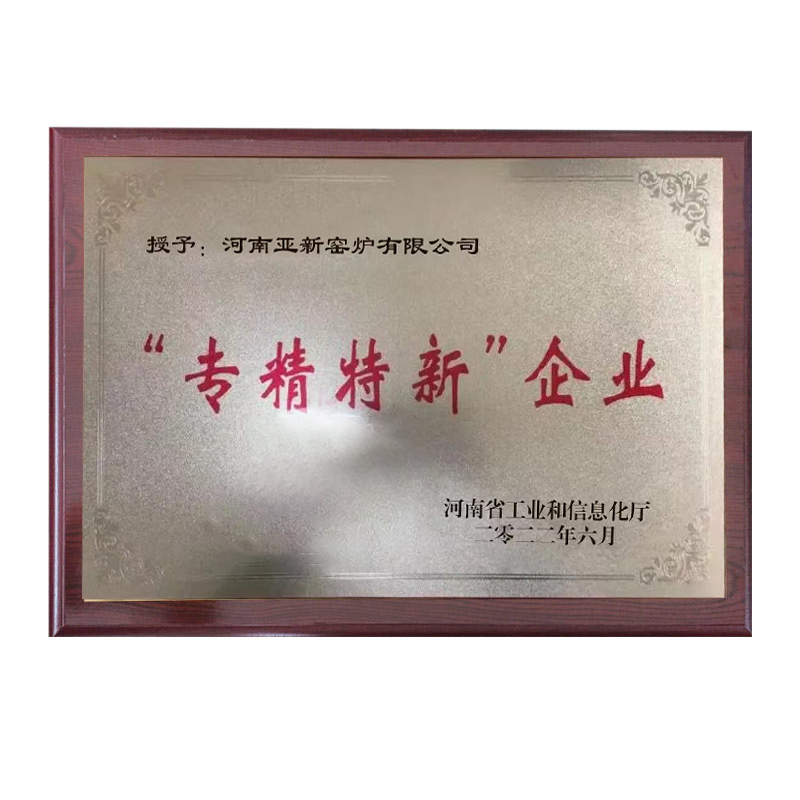 授予：河南亚新窑炉有限公司
“专精特新”企业
河南省工业和信息化厅
二零二二年六月